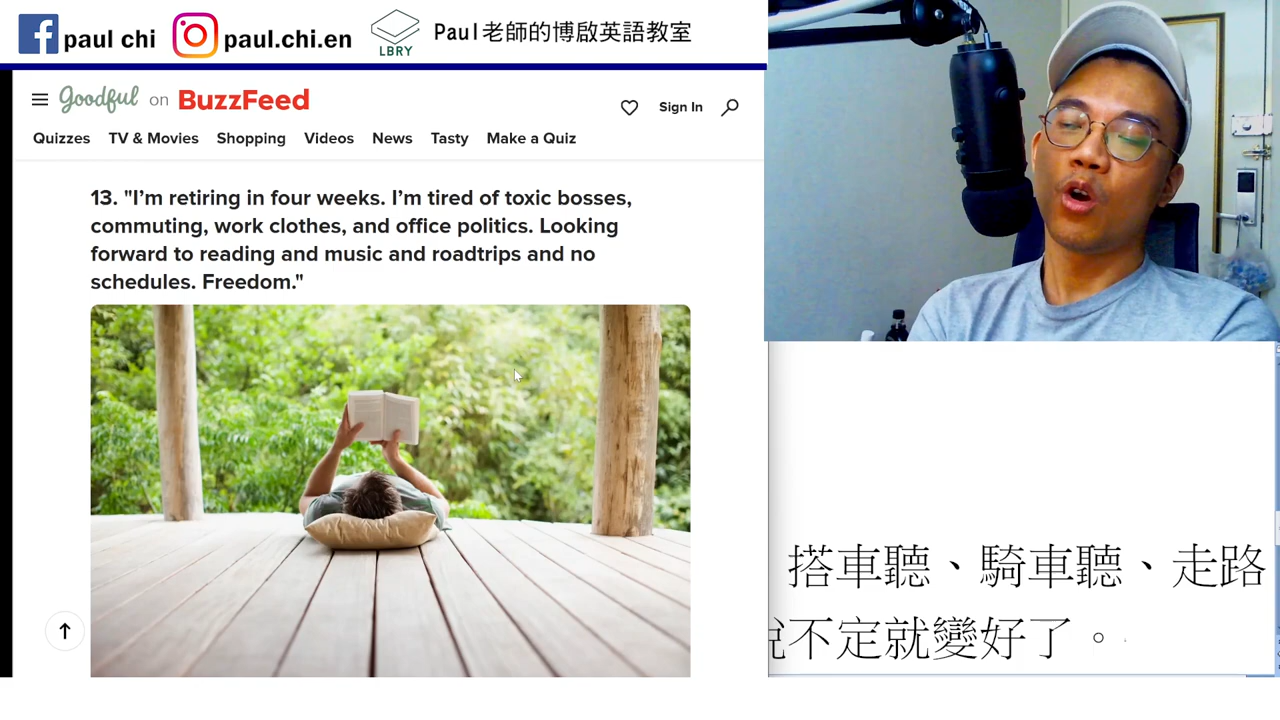 paul chi
paul.chi.en
LBRY
Paul老師的博啟英語教室
Goodful on BuzzFeed
Sign In
Quizzes TV & Movies Shopping Videos News Tasty Make a Quiz
13. "I'm retiring in four weeks. I'm tired of toxic bosses,
commuting, work clothes, and office politics. Looking
forward to reading and music and roadtrips and no
schedules. Freedom."
搭車聽、騎車聽、走路
說不定就變好了。